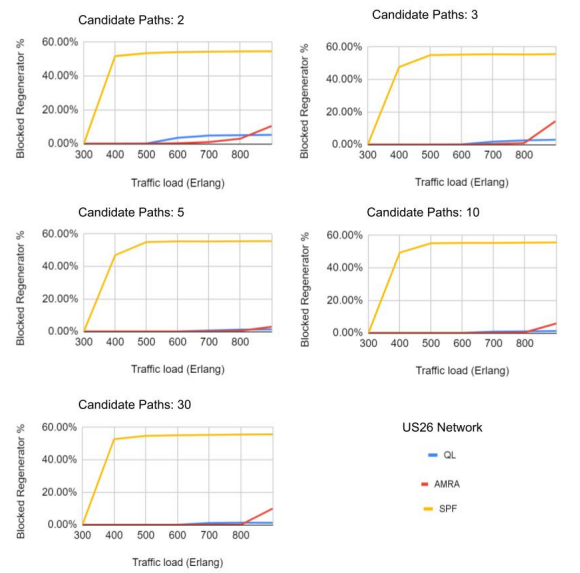 Candidate Paths: 2
Blocked Regenerator %
60.00%
40.00%
20.00%
0.00%
300 400 500 600 700 800
Traffic load (Erlang)
Candidate Paths: 3
Blocked Regenerator %
60.00%
40.00%
20.00%
0.00%
300 400 500 600 700 800
Traffic load (Erlang)
Candidate Paths: 5
Blocked Regenerator %
60.00%
40.00%
20.00%
0.00%
300 400 500 600 700 800
Traffic load (Erlang)
Candidate Paths: 10
Blocked Regenerator %
60.00%
40.00%
20.00%
0.00%
300 400 500 600 700 800
Traffic load (Erlang)
Candidate Paths: 30
Blocked Regenerator %
60.00%
40.00%
20.00%
0.00%
300 400 500 600 700 800
Traffic load (Erlang)
US26 Network
QL
AMRA
SPF